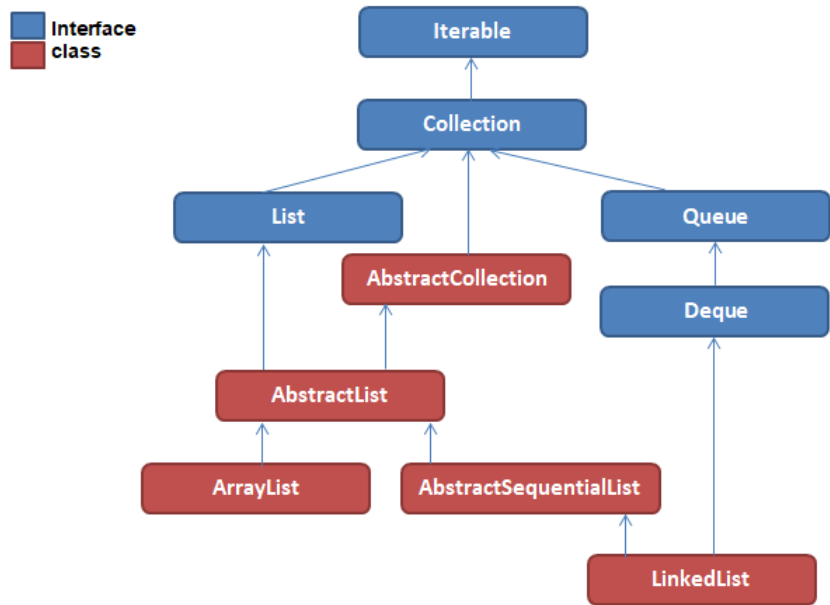 Interface
class
Iterable
Collection
List
Queue
AbstractCollection
Deque
AbstractList
ArrayList
AbstractSequentialList
LinkedList